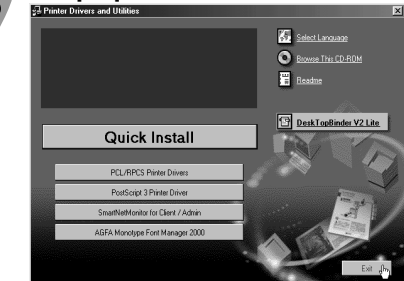 Printer Drivers and Utilities
Select Language
Browse This CD-ROM
Readme
DeskTopBinder V2 Lite
Quick Install
PCL/RPCS Printer Drivers
PostScript 3 Printer Driver
SmartNetMonitor for Client / Admin
AGFA Monotype Font Manager 2000
Exit